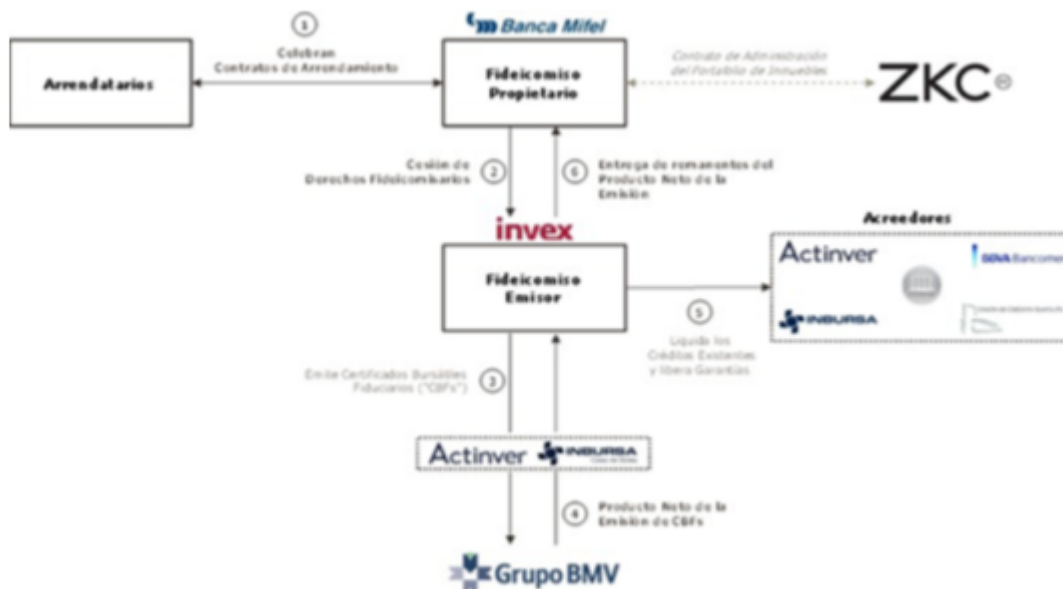 1
Banca Mifel
Celebran
Contratos de Arrendamiento
Contrato de Administración
del Portafolio de Inmuebles
Arrendatarios
Fideicomiso
Propietario
ZKC
Cesión de
Derechos Fideicomisarios
2
6
Entrega de remanentes del
Producto Neto de la
Emisión
invex
Acreedores
Fideicomiso
Emisor
Actinver
BBVA Bancomer
INBURSA
5
Liquida los
Créditos Existentes
y libera Garantías
Emite Certificados Bursátiles
Fiduciarios ("CBFs")
3
Actinver
INBURSA
4
Producto Neto de la
Emisión de CBFs
Grupo BMV